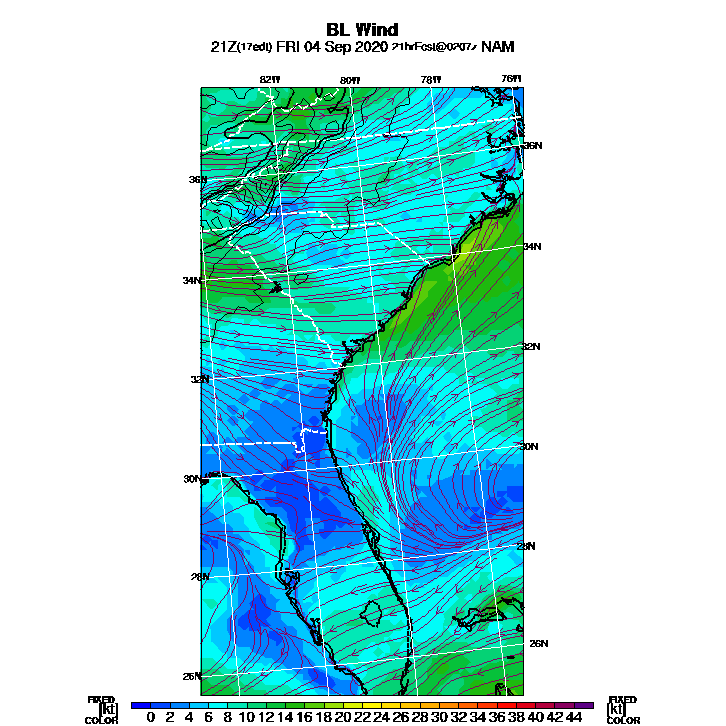 BL Wind
21Z(17edt) FRI 04 Sep 2020 21hrFcst@0207z NAM
82W 80W 78W 76W
36N
36N
34N
34N
32N
32N
30N
30N
28N
28N
26N
26N
FIXED FIXED
[kt] 0 2 4 6 8 10 12 14 16 18 20 22 24 26 28 30 32 34 36 38 40 42 44 [kt]
COLOR COLOR